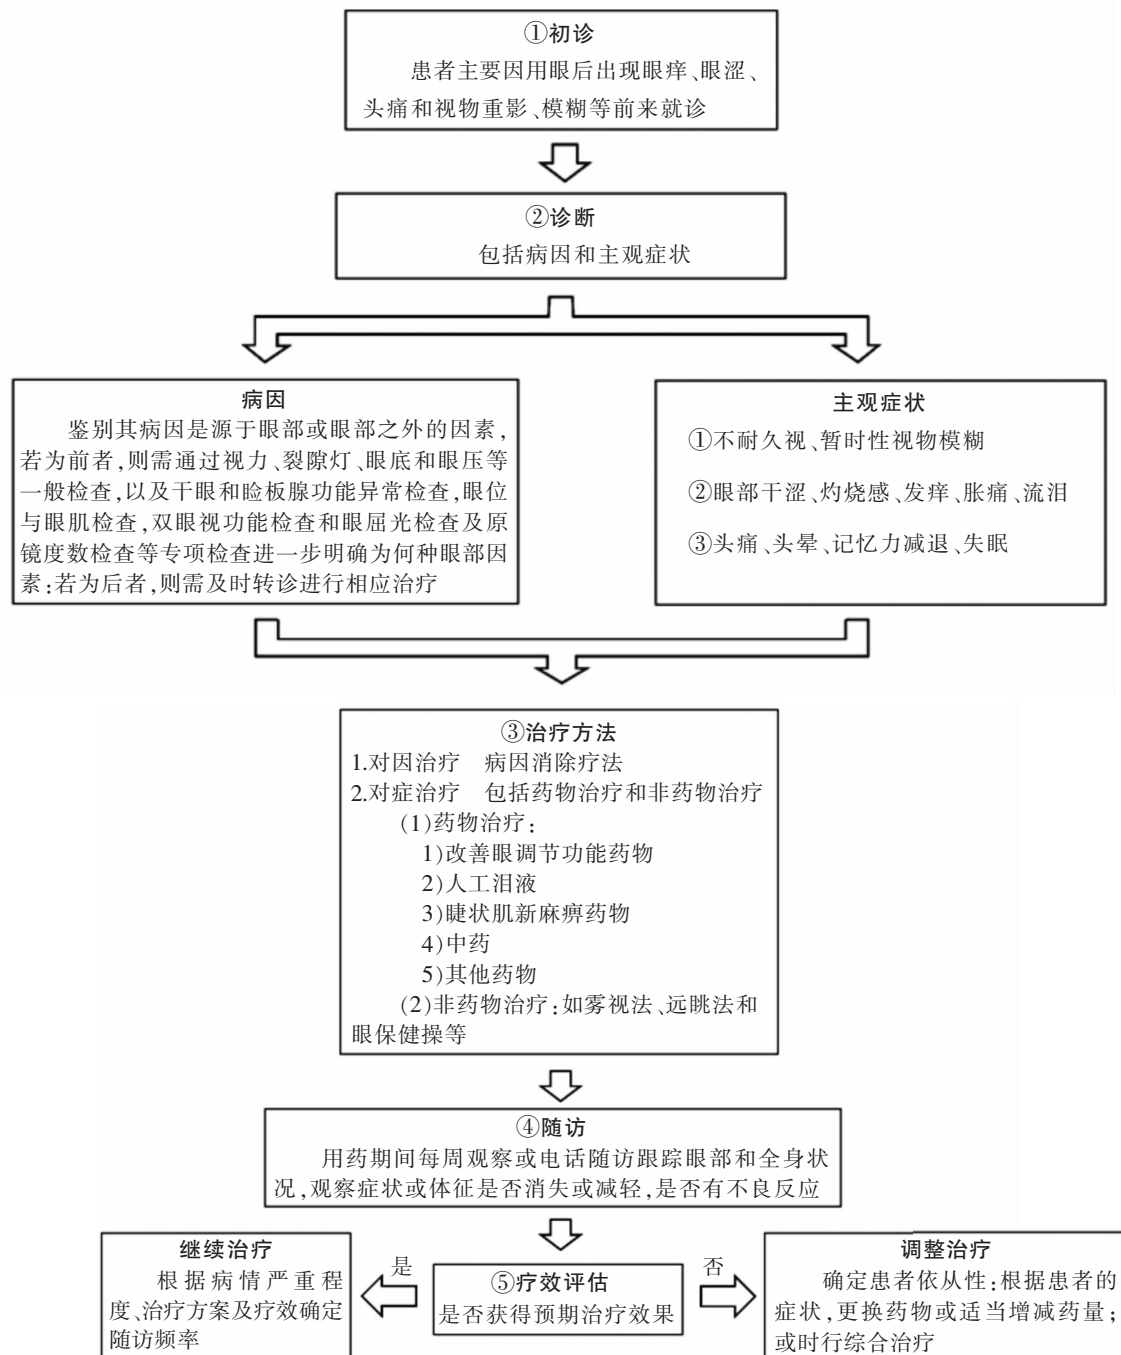 ①初诊
患者主要因用眼后出现眼痒、眼涩、
头痛和视物重影、模糊等前来就诊
②诊断
包括病因和主观症状
病因
鉴别其病因是源于眼部或眼部之外的因素,
若为前者,则需通过视力、裂隙灯、眼底和眼压等
一般检查,以及干眼和睑板腺功能异常检查,眼位
与眼肌检查,双眼视功能检查和眼屈光检查及原
镜度数检查等专项检查进一步明确为何种眼部因
素;若为后者,则需及时转诊进行相应治疗
主观症状
①不耐久视、暂时性视物模糊
②眼部干涩、灼烧感、发痒、胀痛、流泪
③头痛、头晕、记忆力减退、失眠
③治疗方法
1.对因治疗 病因消除疗法
2.对症治疗 包括药物治疗和非药物治疗
(1)药物治疗:
1)改善眼调节功能药物
2)人工泪液
3)睫状肌新麻痹药物
4)中药
5)其他药物
(2)非药物治疗;如雾视法、远眺法和
眼保健操等
④随访
用药期间每周观察或电话随访跟踪眼部和全身状
况,观察症状或体征是否消失或减轻,是否有不良反应
继续治疗
根据病情严重程
度、治疗方案及疗效确定
随访频率
是
⑤疗效评估
是否获得预期治疗效果
否
调整治疗
确定患者依从性:根据患者的
症状,更换药物或适当增减药量;
或时行综合治疗